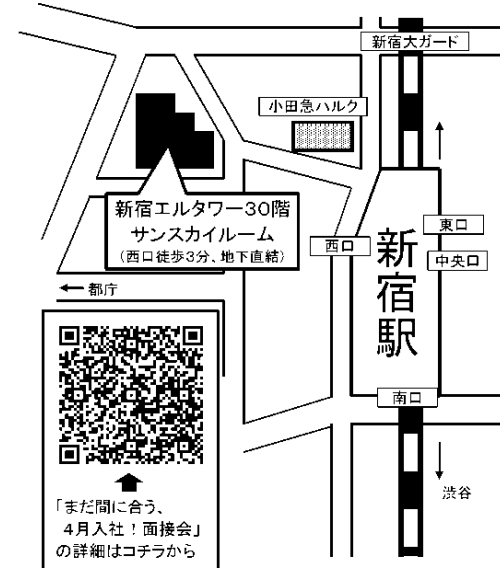 新宿大ガード
小田急ハルク
新宿エルタワー30階
サンスカイルーム
(西口徒歩3分、地下直結)
西口
新宿駅
東口
中央口
←都庁
南口
渋谷
「まだ間に合う、
4月入社!面接会」
の詳細はコチラから